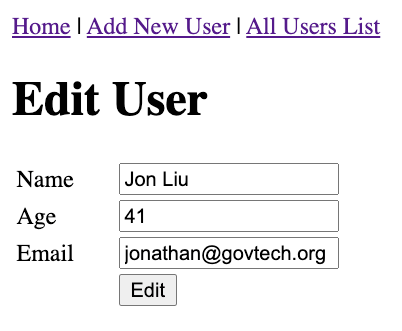 Home | Add New User | All Users List
Edit User
Name Jon Liu
Age 41
Email jonathan@govtech.org
Edit